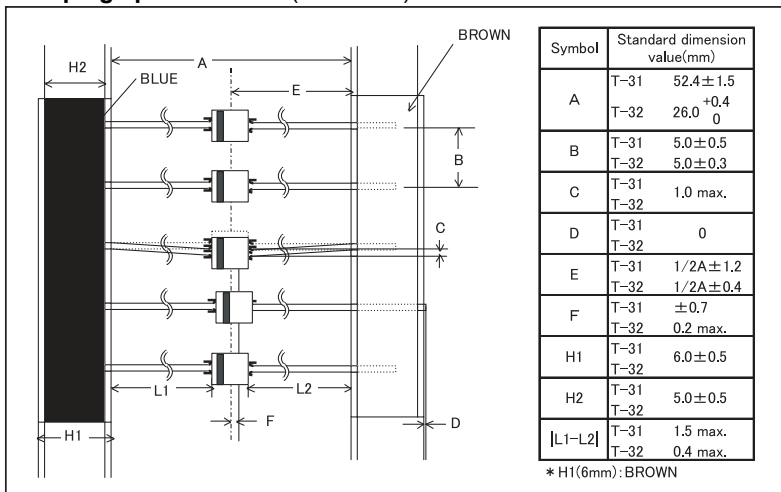 BROWN
H2
A
BLUE
E
B
C
L1
L2
F
D
H1
Symbol Standard dimension value(mm)
A T-31 52.4±1.5
T-32 26.0 +0.4 0
B T-31 5.0±0.5
T-32 5.0±0.3
C T-31 T-32 1.0 max.
D T-31 T-32 0
E T-31 1/2A±1.2
T-32 1/2A±0.4
F T-31 ±0.7
T-32 0.2 max.
H1 T-31 T-32 6.0±0.5
H2 T-31 T-32 5.0±0.5
|L1-L2| T-31 1.5 max.
T-32 0.4 max.
*H1(6mm):BROWN